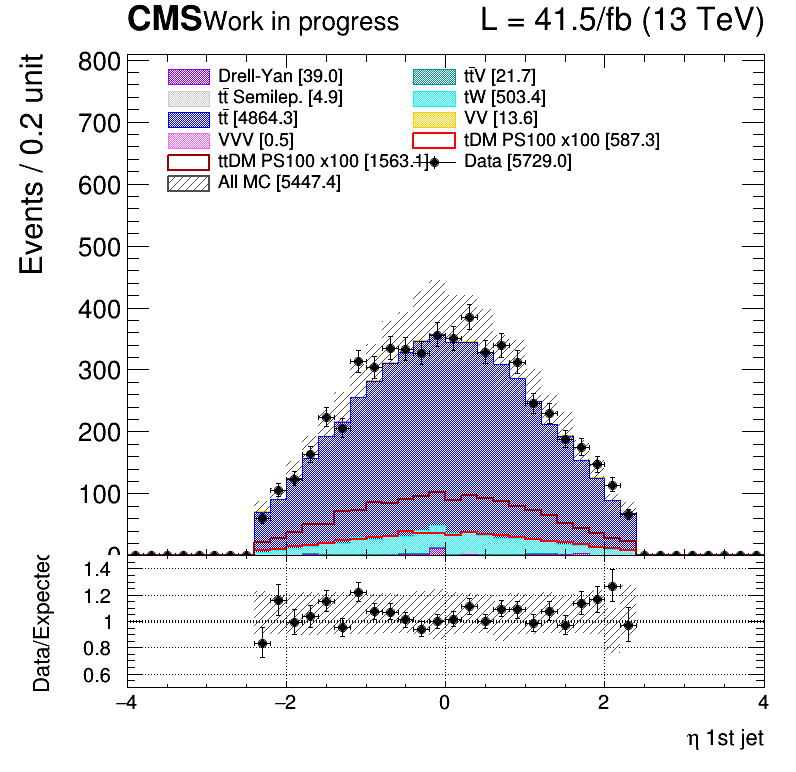 CMS Work in progress L = 41.5/fb (13 TeV)
Events / 0.2 unit
800
700
600
500
400
300
200
100
0
Drell-Yan [39.0] tt̄V [21.7]
tt̄ Semilep. [4.9] tW [503.4]
tt̄ [4864.3] VV [13.6]
VVV [0.5] tDM PS100 x100 [587.3]
ttDM PS100 x100 [1563.1] Data [5729.0]
All MC [5447.4]
Data/Expected
1.4
1.2
1
0.8
0.6
−4 −2 0 2 4
η 1st jet